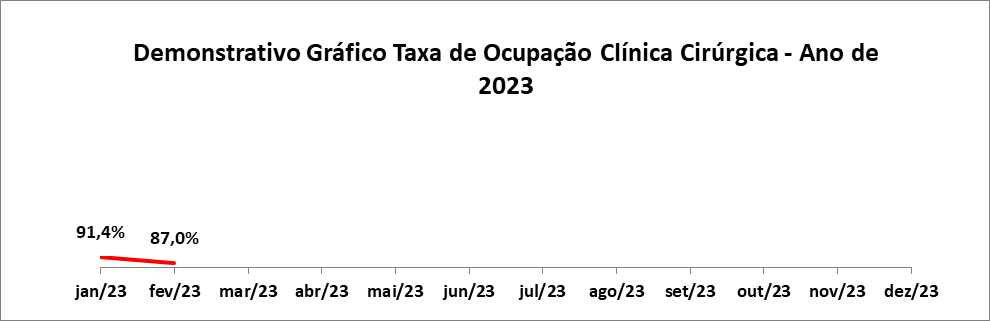 Demonstrativo Gráfico Taxa de Ocupação Clínica Cirúrgica - Ano de
2023
91,4%
87,0%
jan/23 fev/23 mar/23 abr/23 mai/23 jun/23 jul/23 ago/23 set/23 out/23 nov/23 dez/23